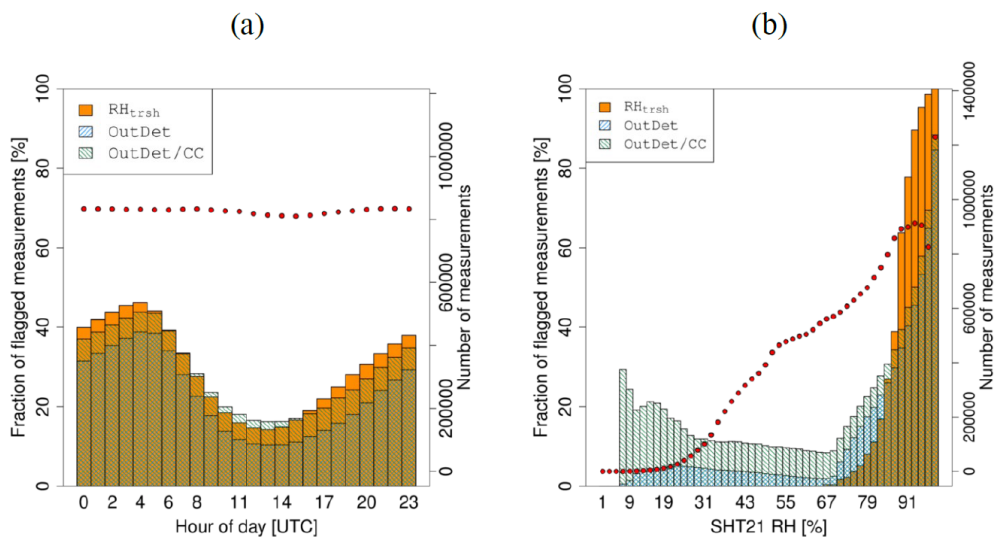 (a)
(b)
Fraction of flagged measurements [%]
0
20
40
60
80
100
RHtrsh
OutDet
OutDet/CC
0
200000
600000
1000000
Number of measurements
0
2
4
6
8
11
14
17
20
23
Hour of day [UTC]
Fraction of flagged measurements [%]
0
20
40
60
80
100
RHtrsh
OutDet
OutDet/CC
0
200000
600000
1000000
1400000
Number of measurements
1
9
19
31
43
55
67
79
91
SHT21 RH [%]